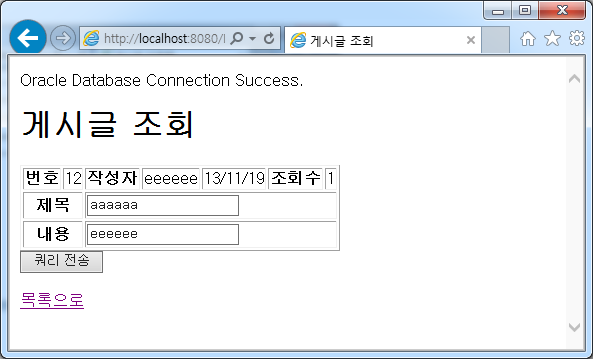 http://localhost:8080/
게시글 조회
Oracle Database Connection Success.
게시글 조회
번호 12 작성자 eeeeee 13/11/19 조회수 1
제목 aaaaaa
내용 eeeeee
쿼리 전송
목록으로